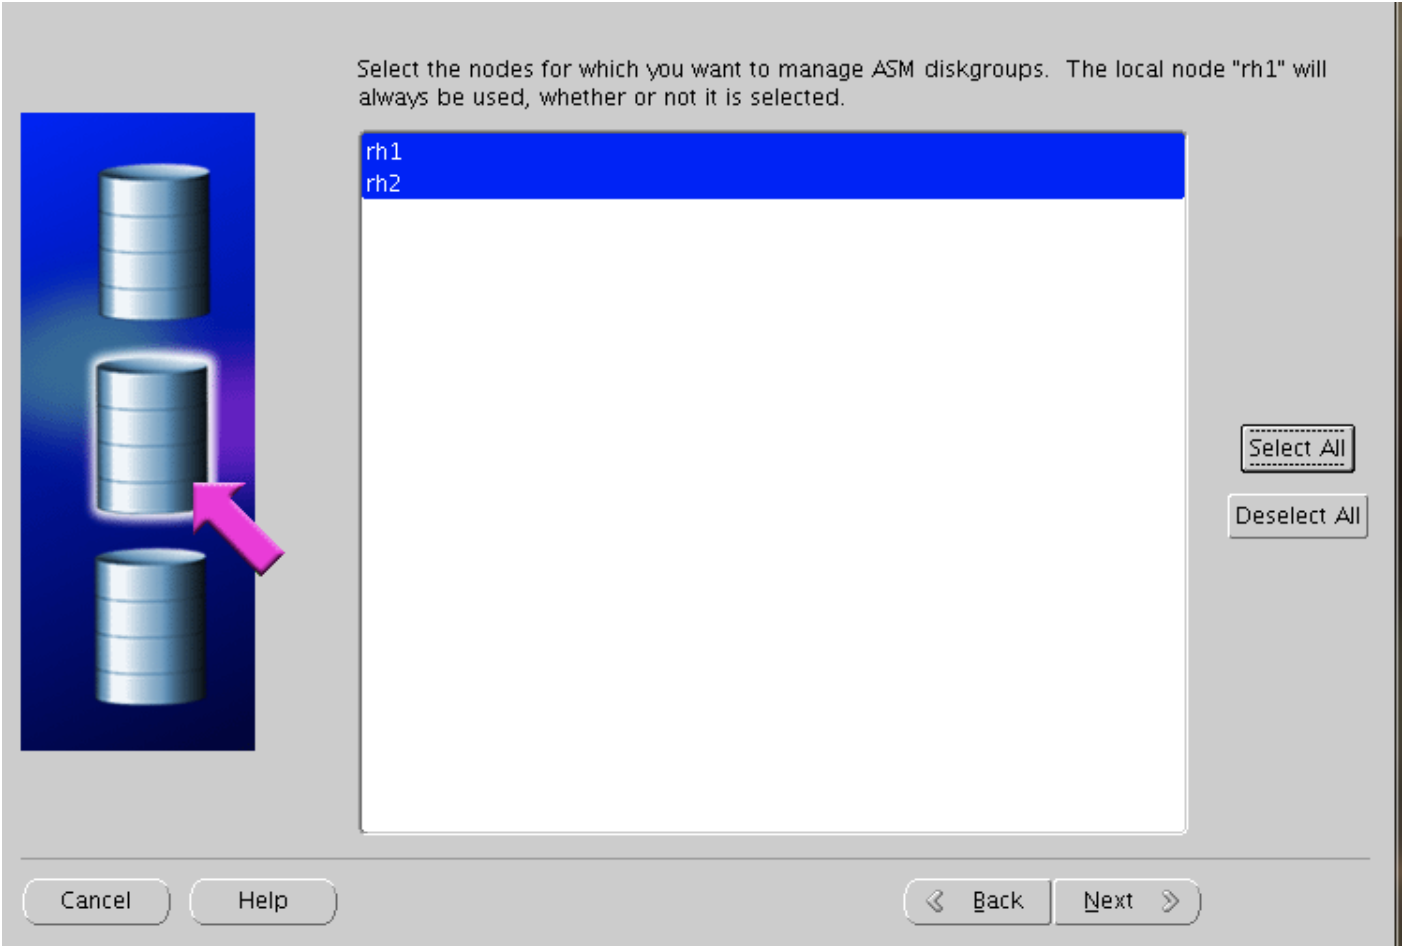 Select the nodes for which you want to manage ASM diskgroups.  The local node "rh1" will
always be used, whether or not it is selected.
rh1
rh2
Select All
Deselect All
Cancel
Help
Back
Next